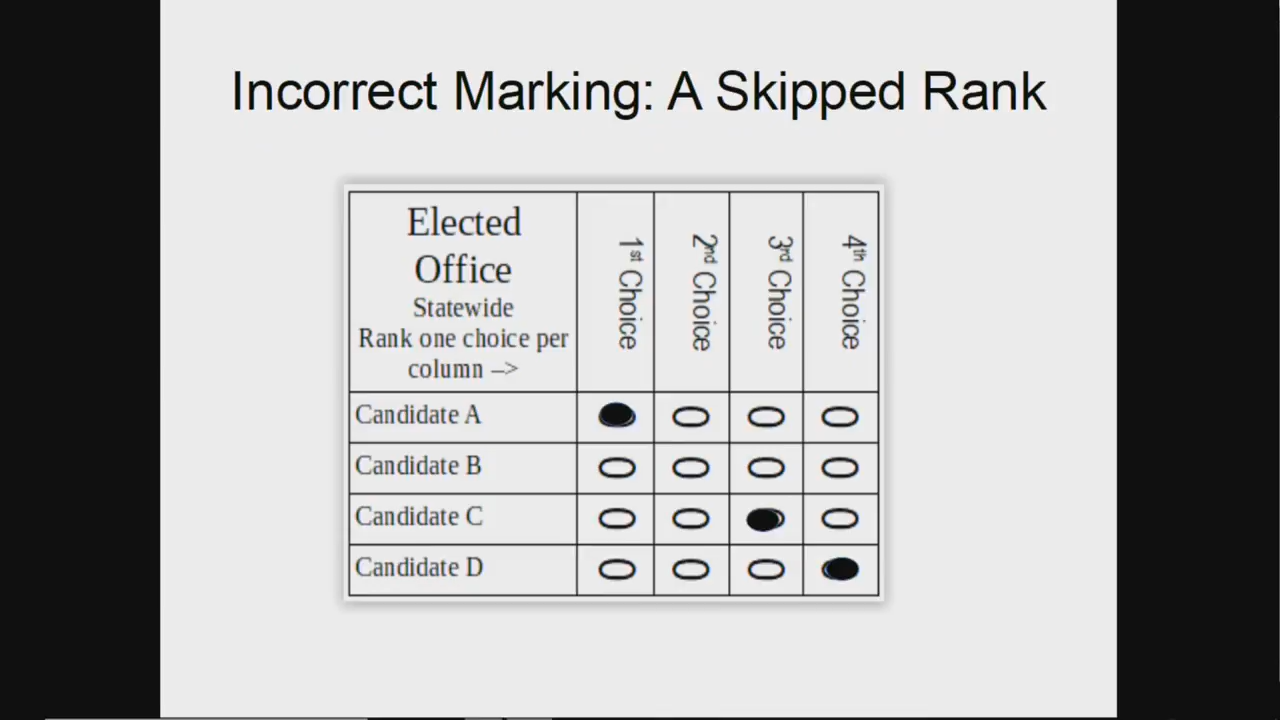 Incorrect Marking: A Skipped Rank
Elected
Office
Statewide
Rank one choice per
column –>
1st Choice
2nd Choice
3rd Choice
4th Choice
Candidate A
Candidate B
Candidate C
Candidate D